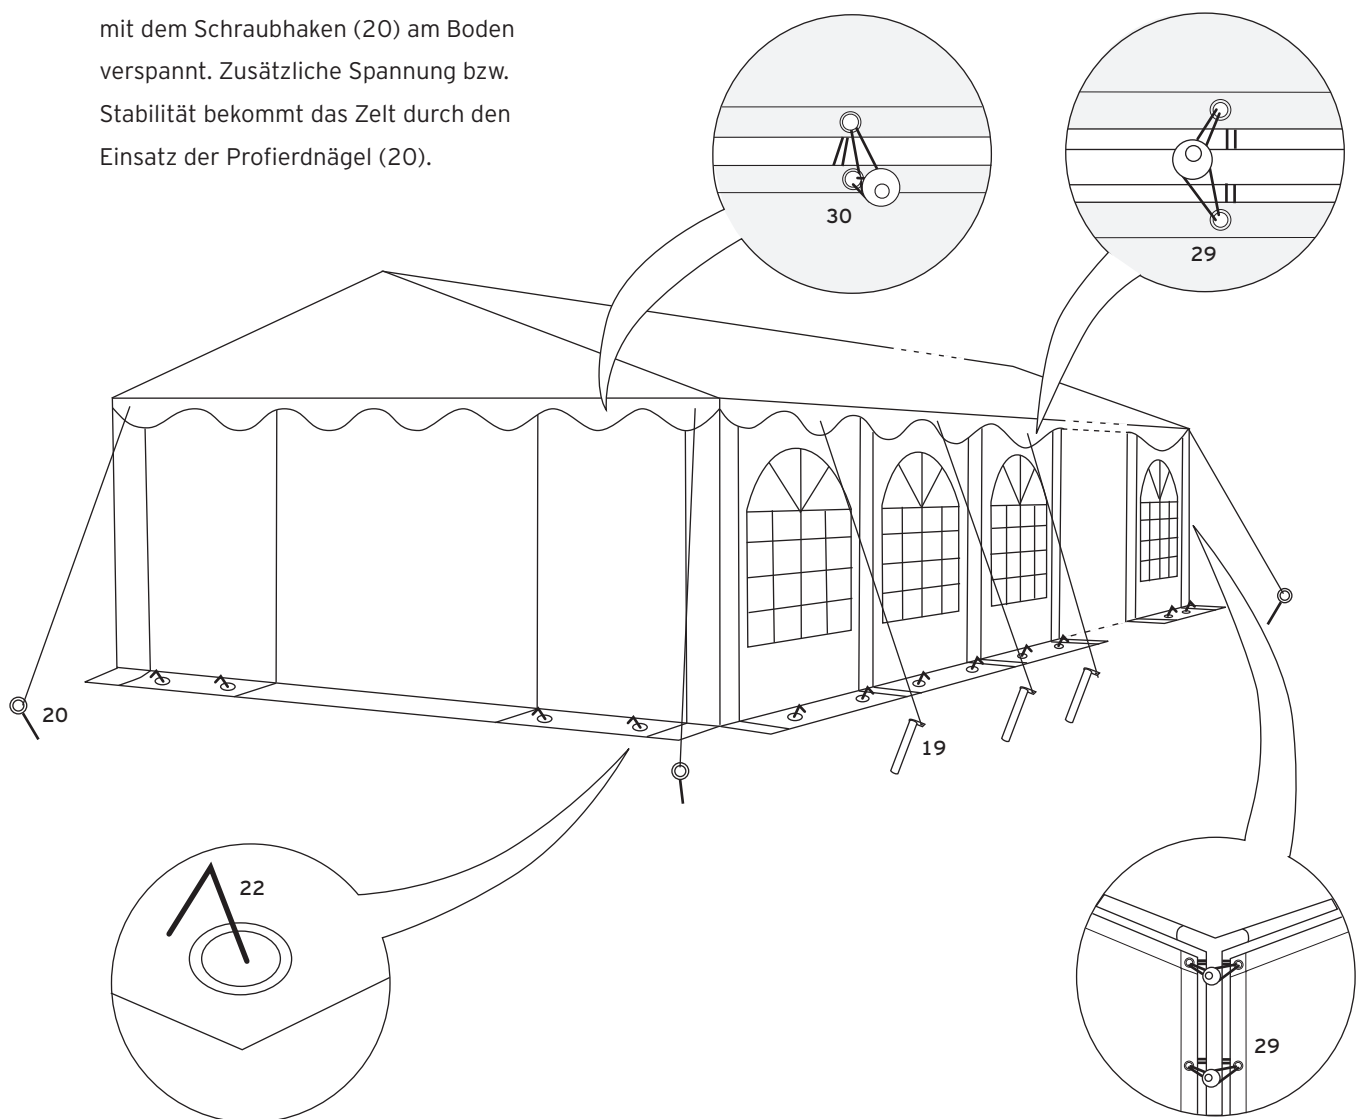 mit dem Schraubhaken (20) am Boden
verspannt. Zusätzliche Spannung bzw.
Stabilität bekommt das Zelt durch den
Einsatz der Profierdnägel (20).
30
29
20
19
22
29